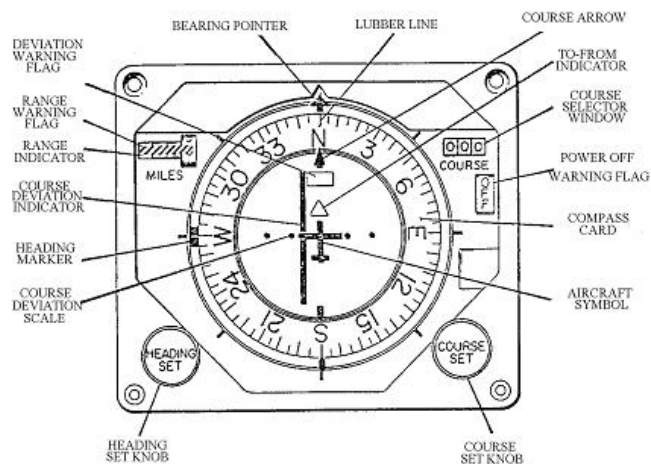 BEARING POINTER
LUBBER LINE
COURSE ARROW
DEVIATION
WARNING
FLAG
TO-FROM
INDICATOR
RANGE
WARNING
FLAG
COURSE
SELECTOR
WINDOW
RANGE
INDICATOR
POWER OFF
WARNING FLAG
COURSE
DEVIATION
INDICATOR
COMPASS
CARD
HEADING
MARKER
COURSE
DEVIATION
SCALE
AIRCRAFT
SYMBOL
HEADING
SET KNOB
COURSE
SET KNOB
MILES
000
COURSE
OFF
N
3
6
E
12
15
S
21
24
W
30
33
HEADING
SET
COURSE
SET